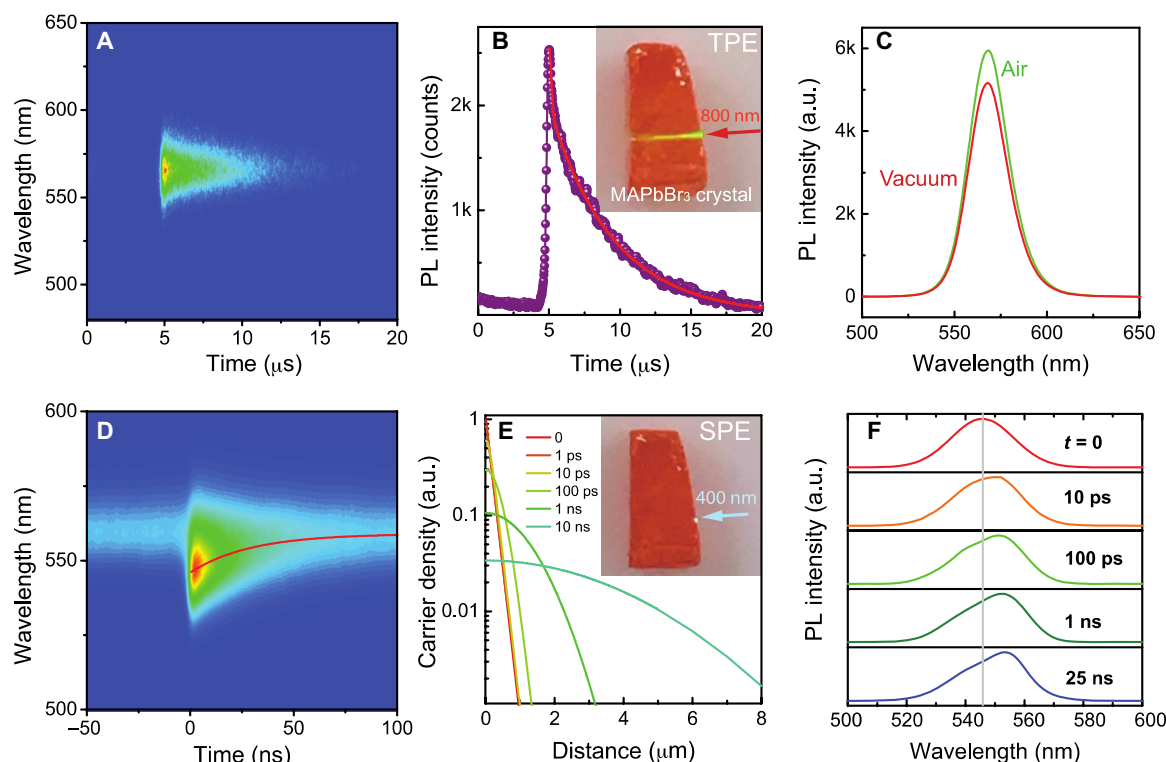 A
Wavelength (nm)
650
600
550
500
0
5
10
15
20
Time (μs)
B
TPE
PL intensity (counts)
2k
1k
0
5
10
15
20
Time (μs)
800 nm
MAPbBr₃ crystal
C
PL intensity (a.u.)
6k
4k
2k
0
Air
Vacuum
500
550
600
650
Wavelength (nm)
D
Wavelength (nm)
600
550
500
−50
0
50
100
Time (ns)
E
SPE
Carrier density (a.u.)
1
0.1
0.01
0
1 ps
10 ps
100 ps
1 ns
10 ns
400 nm
0
2
4
6
8
Distance (μm)
F
PL intensity (a.u.)
t = 0
10 ps
100 ps
1 ns
25 ns
500
520
540
560
580
600
Wavelength (nm)